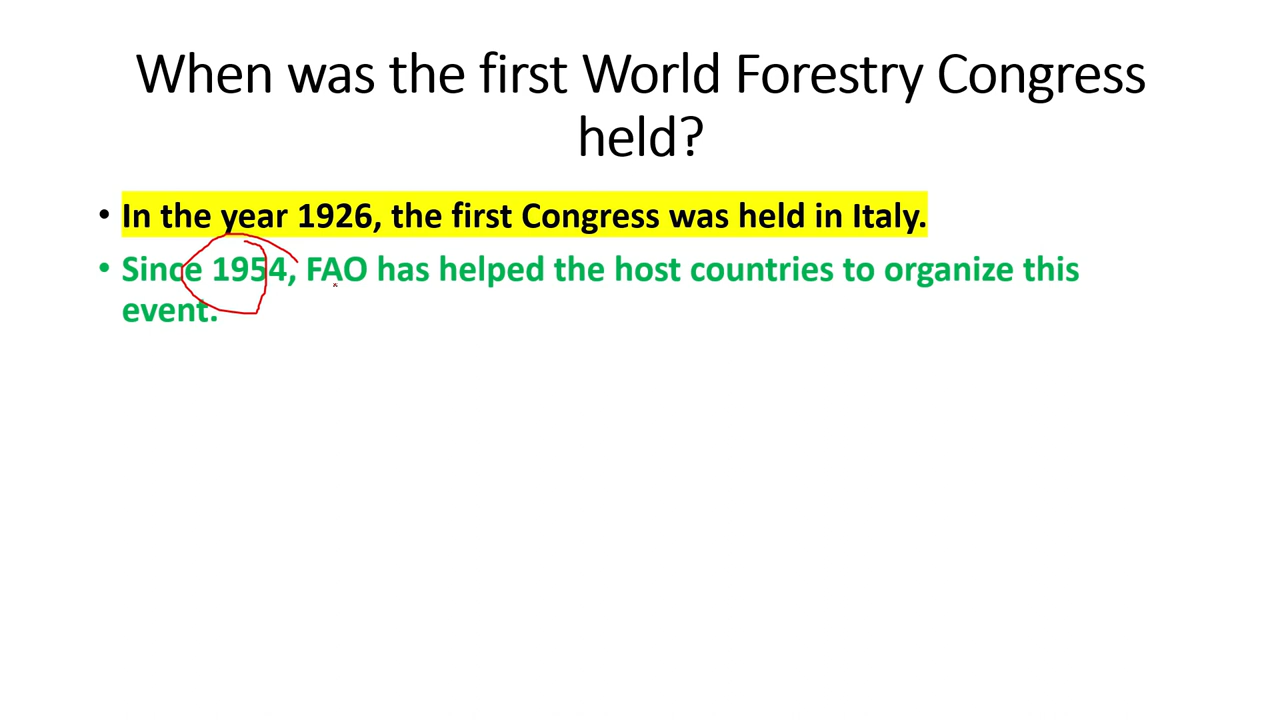 When was the first World Forestry Congress
held?
• In the year 1926, the first Congress was held in Italy.
• Since 1954, FAO has helped the host countries to organize this
event.